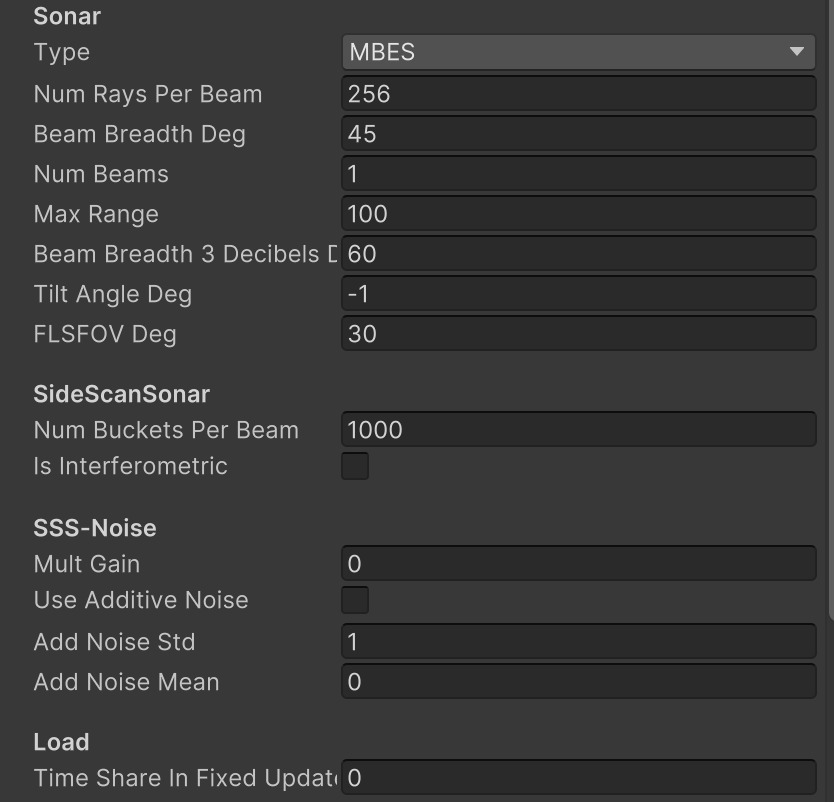 Sonar
Type MBES
Num Rays Per Beam 256
Beam Breadth Deg 45
Num Beams 1
Max Range 100
Beam Breadth 3 Decibels D 60
Tilt Angle Deg -1
FLSFOV Deg 30
SideScanSonar
Num Buckets Per Beam 1000
Is Interferometric
SSS-Noise
Mult Gain 0
Use Additive Noise
Add Noise Std 1
Add Noise Mean 0
Load
Time Share In Fixed Updat 0